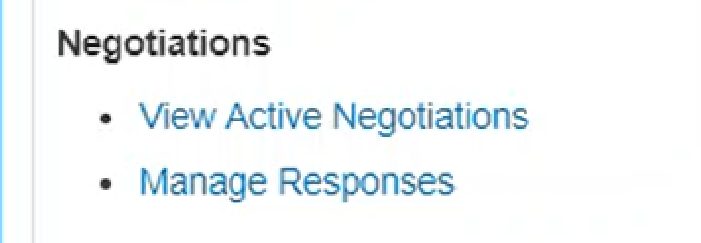 Negotiations
• View Active Negotiations
• Manage Responses